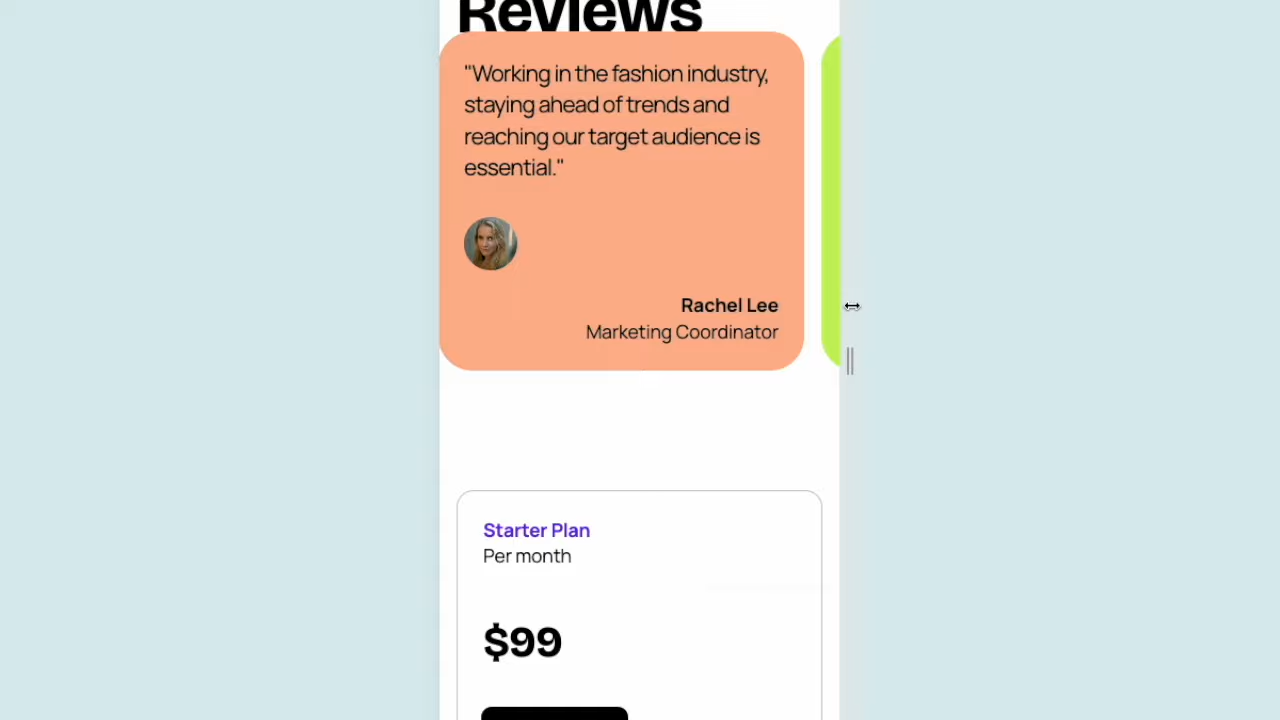 Reviews
"Working in the fashion industry,
staying ahead of trends and
reaching our target audience is
essential."
Rachel Lee
Marketing Coordinator
Starter Plan
Per month
$99